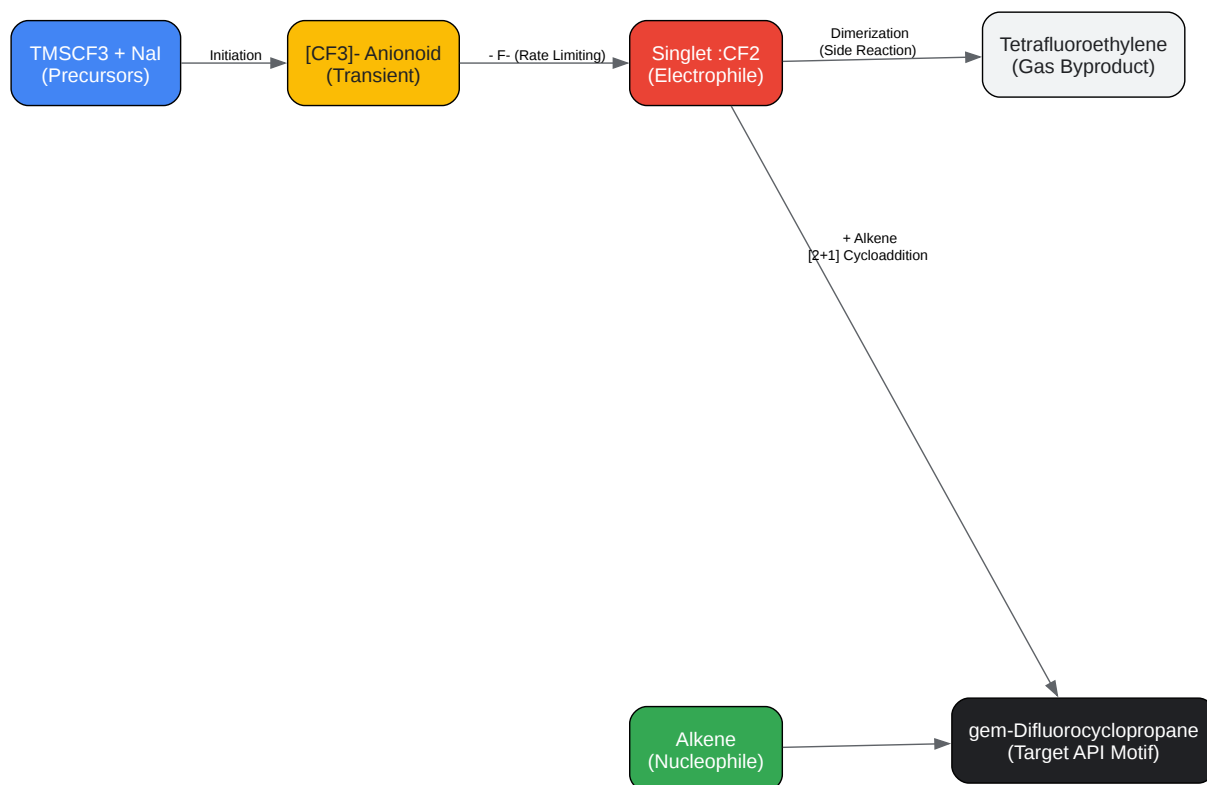 TMSCF3 + NaI
(Precursors)
Initiation
[CF3]- Anionoid
(Transient)
- F- (Rate Limiting)
Singlet :CF2
(Electrophile)
Dimerization
(Side Reaction)
Tetrafluoroethylene
(Gas Byproduct)
+ Alkene
[2+1] Cycloaddition
Alkene
(Nucleophile)
gem-Difluorocyclopropane
(Target API Motif)